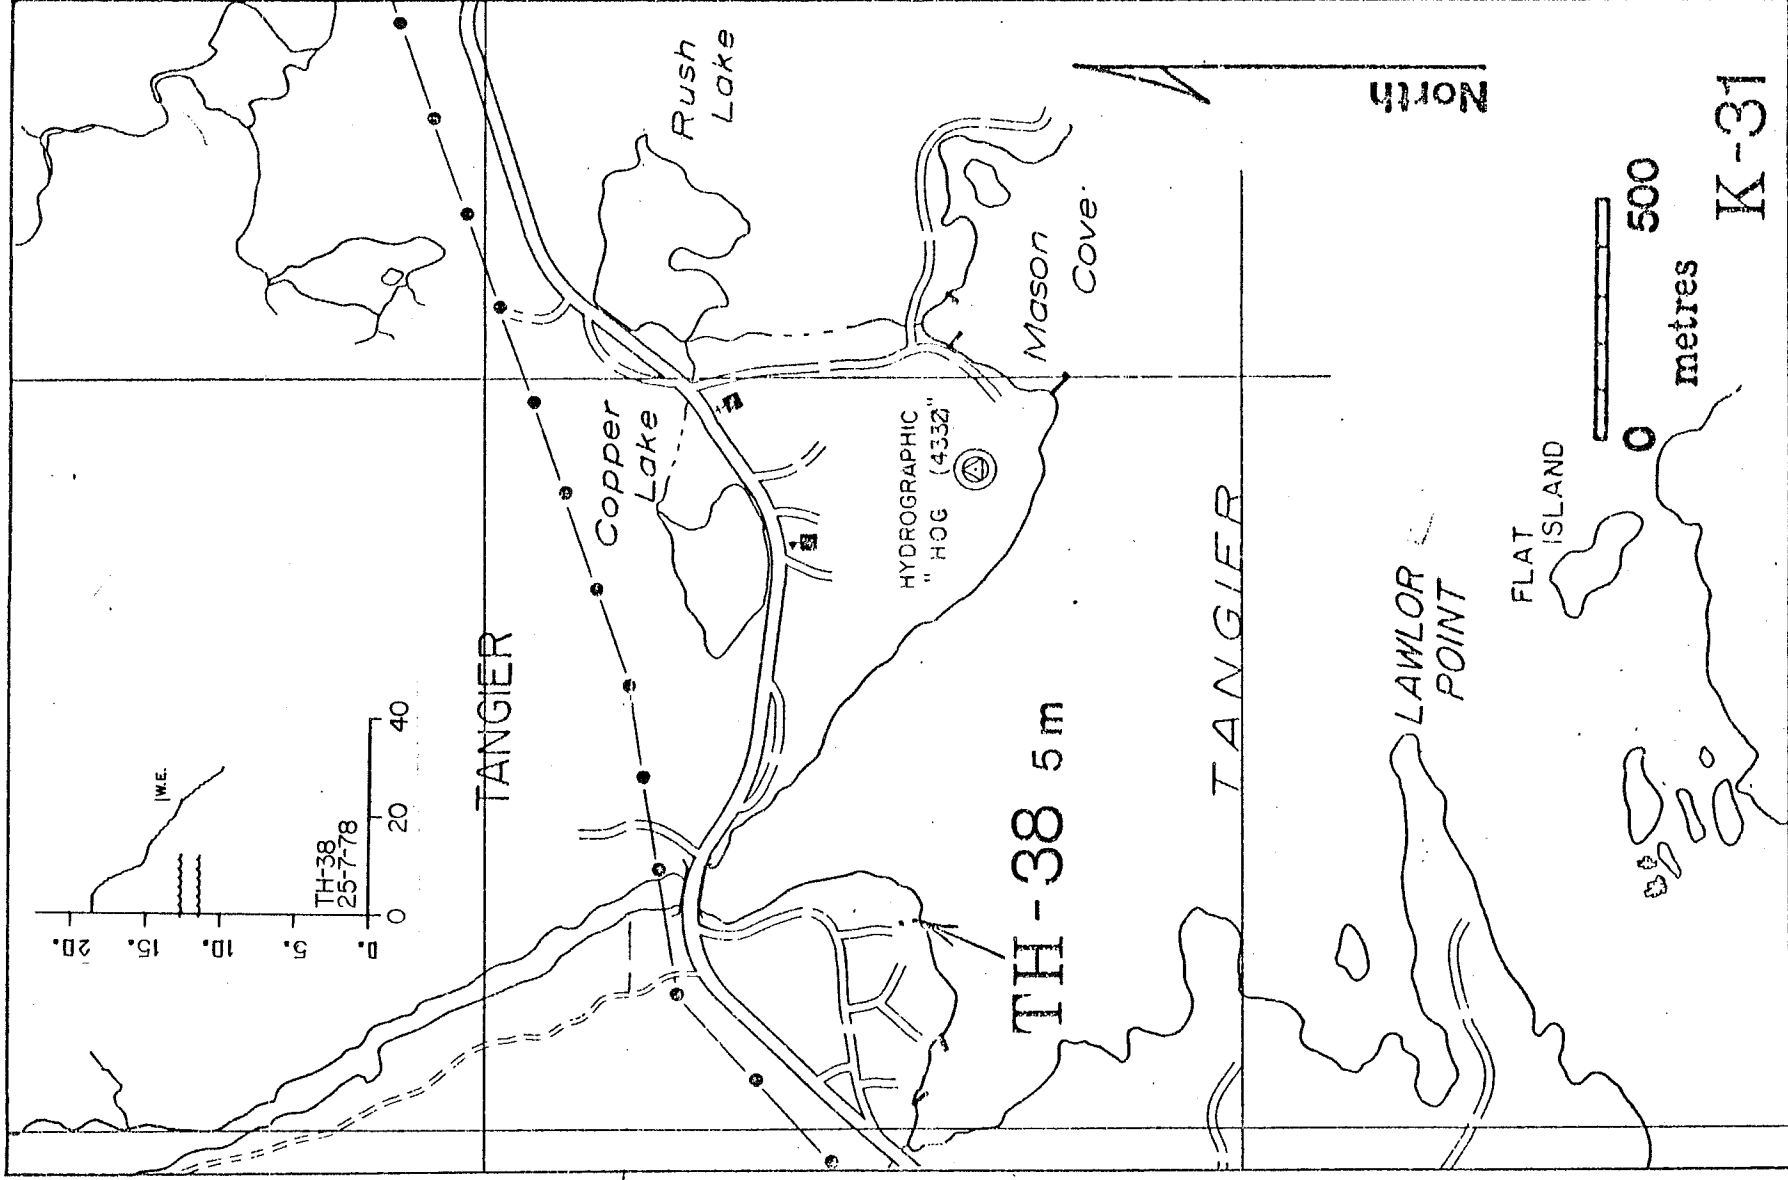 20.
15.
10.
5.
0.
W.E.
TH-38
25-7-78
0
20
40
TANGIER
Rush
Lake
Copper
Lake
North
Mason
Cove
HYDROGRAPHIC
"HOG (4332)"
TH-38 5m
TANGIER
LAWLOR
POINT
FLAT
ISLAND
0
500
metres
K-31